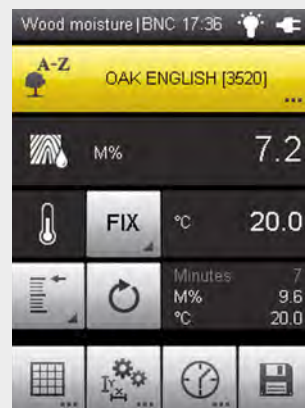 Wood moisture|BNC 17:36
A-Z
OAK ENGLISH [3520]
M% 7.2
FIX °C 20.0
Minutes 7
M% 9.6
°C 20.0